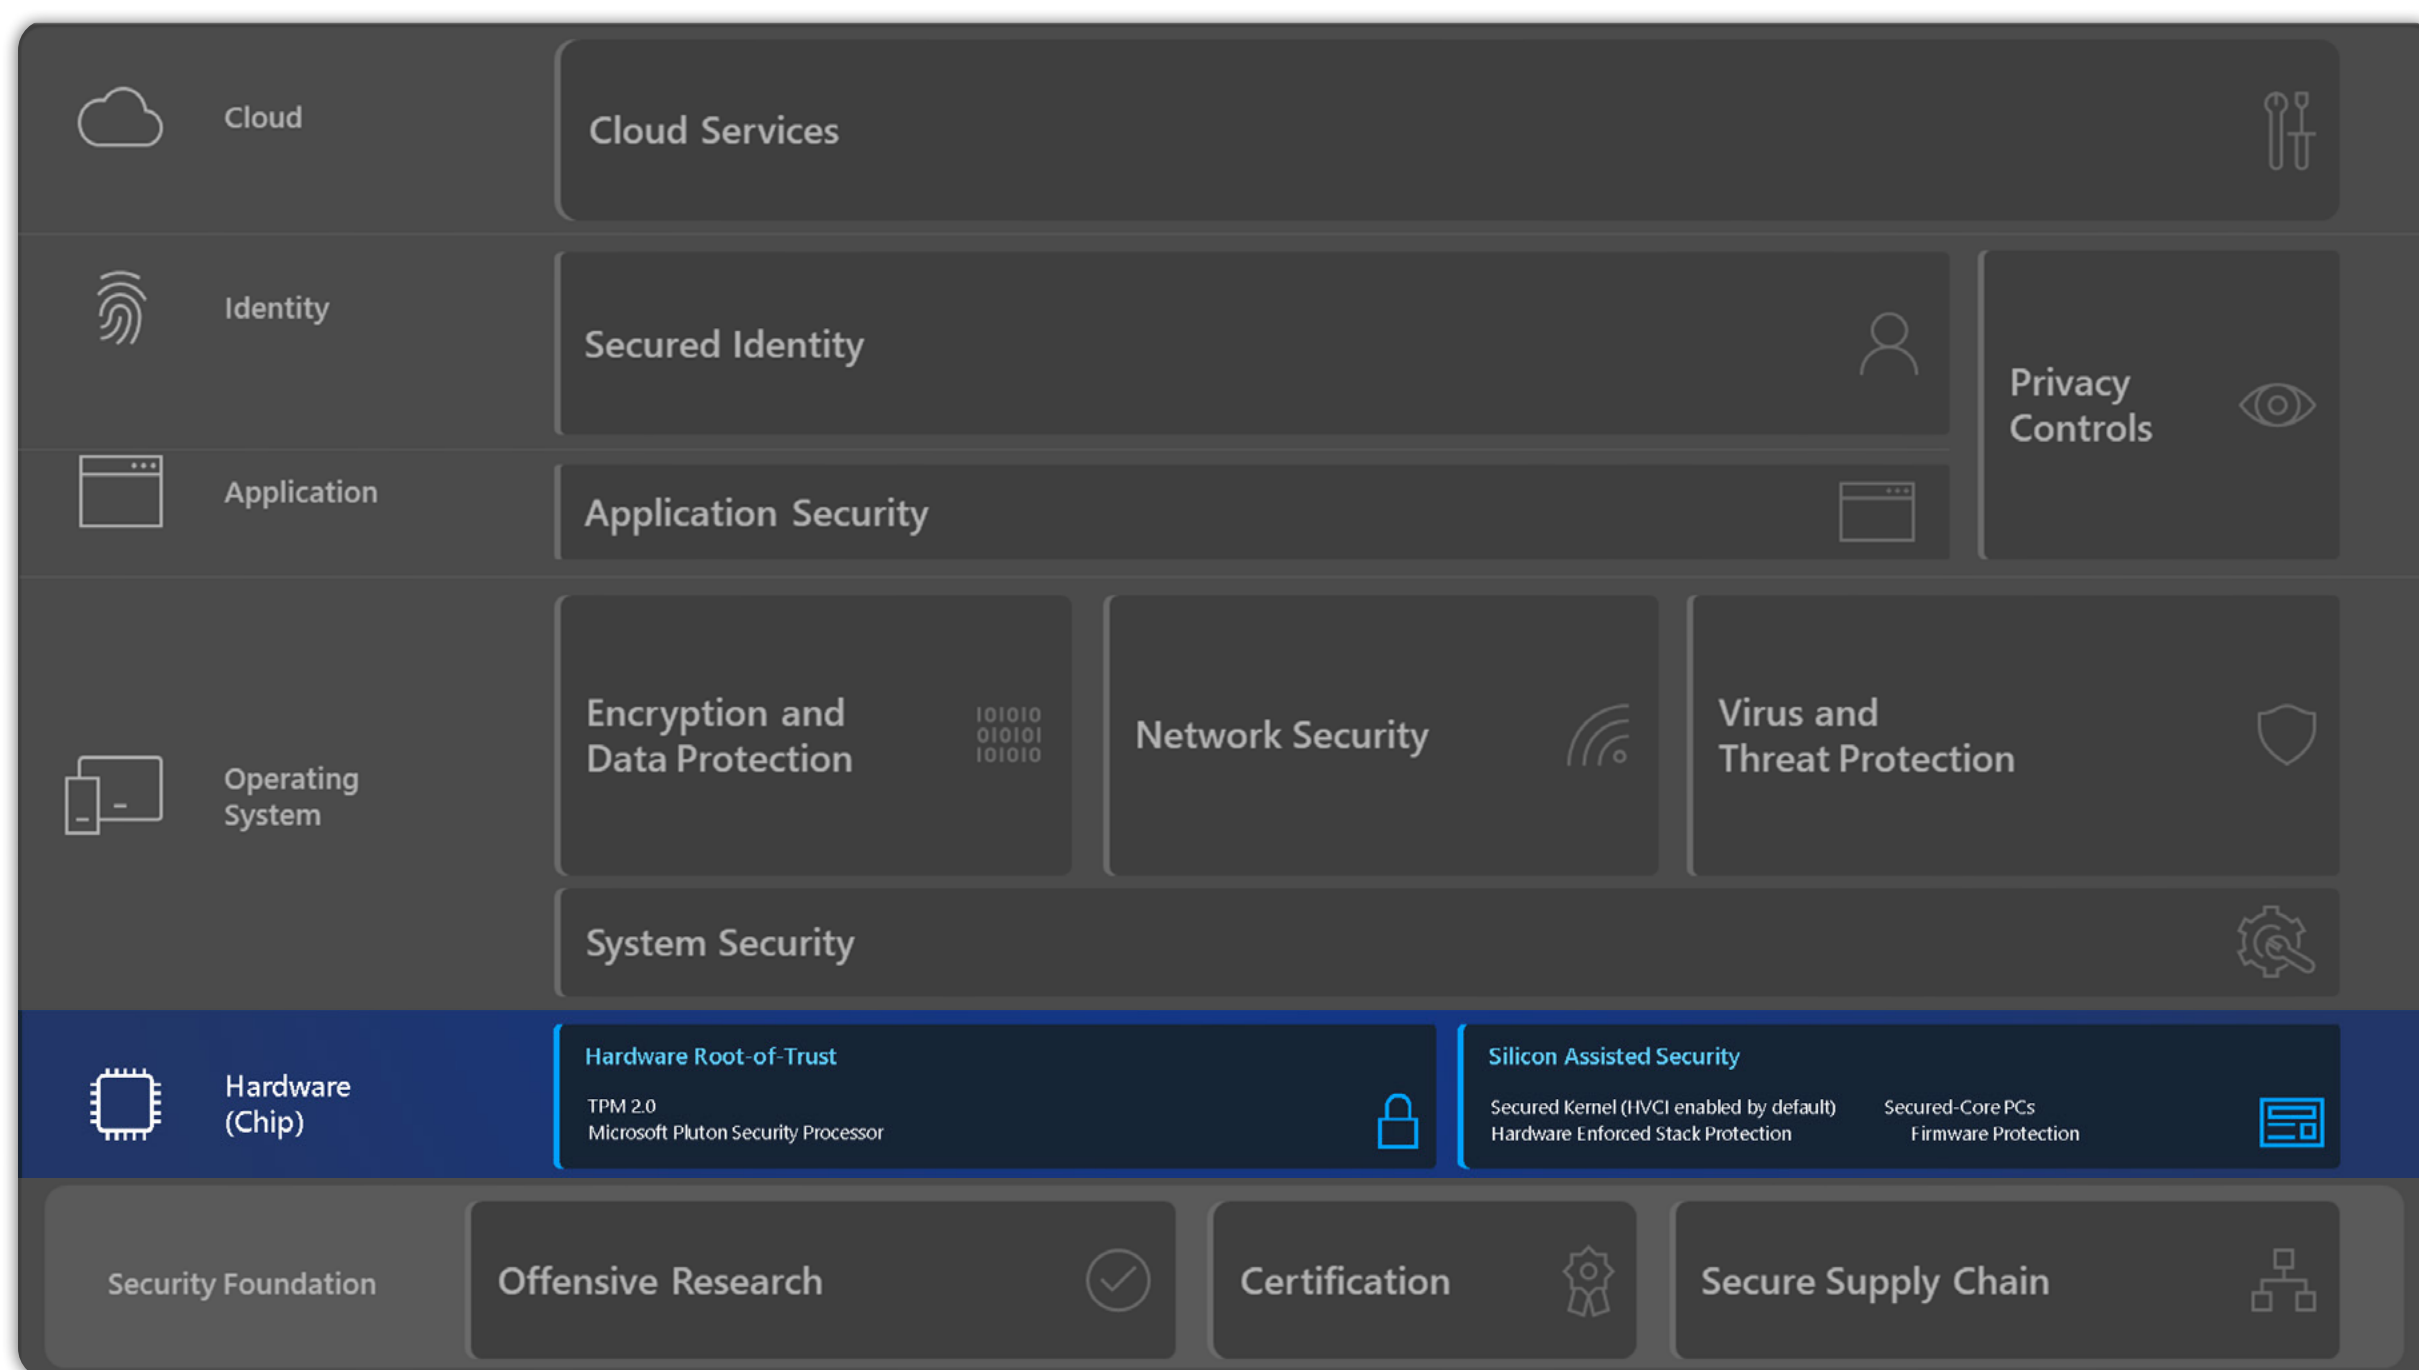 Cloud
Cloud Services
Identity
Secured Identity
Privacy
Controls
Application
Application Security
Operating
System
Encryption and
Data Protection
101010
010101
101010
Network Security
Virus and
Threat Protection
System Security
Hardware
(Chip)
Hardware Root-of-Trust
TPM 2.0
Microsoft Pluton Security Processor
Silicon Assisted Security
Secured Kernel (HVCI enabled by default) Secured-Core PCs
Hardware Enforced Stack Protection Firmware Protection
Security Foundation
Offensive Research
Certification
Secure Supply Chain